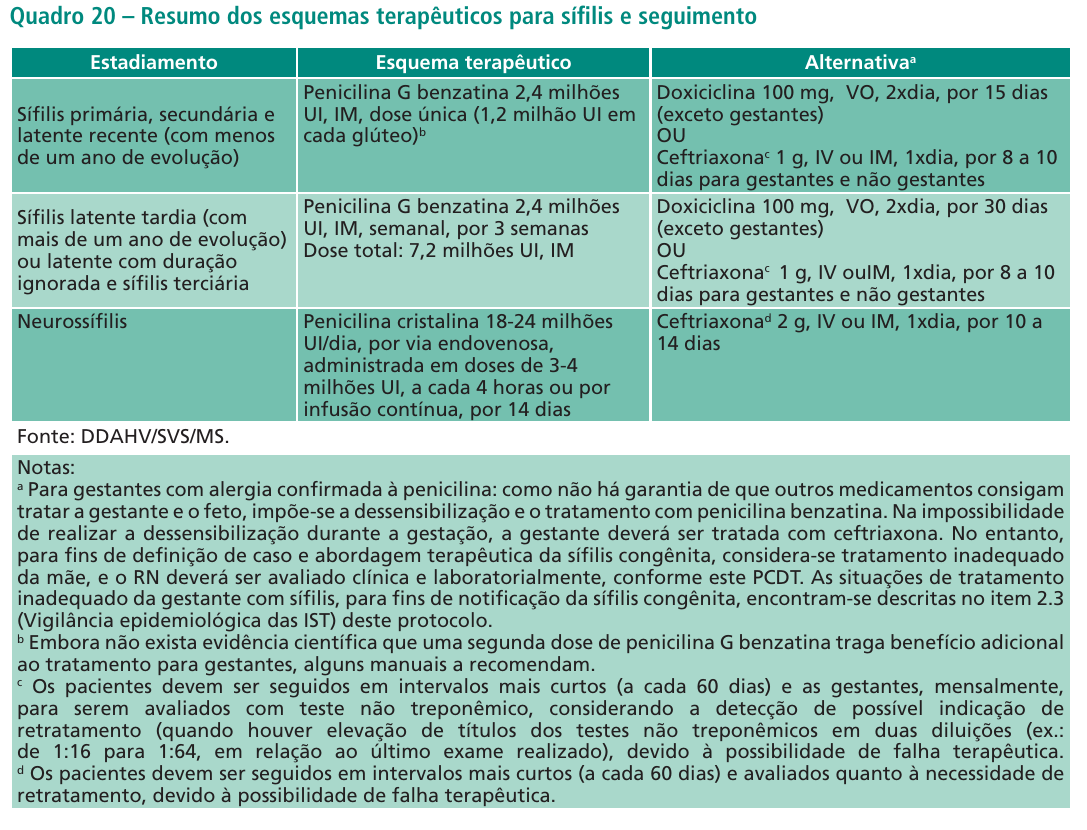 Quadro 20 – Resumo dos esquemas terapêuticos para sífilis e seguimento
Estadiamento
Esquema terapêutico
Alternativaᵃ
Sífilis primária, secundária e
latente recente (com menos
de um ano de evolução)
Penicilina G benzatina 2,4 milhões
UI, IM, dose única (1,2 milhão UI em
cada glúteo)ᵇ
Doxiciclina 100 mg, VO, 2xdia, por 15 dias
(exceto gestantes)
OU
Ceftriaxonaᶜ 1 g, IV ou IM, 1xdia, por 8 a 10
dias para gestantes e não gestantes
Sífilis latente tardia (com
mais de um ano de evolução)
ou latente com duração
ignorada e sífilis terciária
Penicilina G benzatina 2,4 milhões
UI, IM, semanal, por 3 semanas
Dose total: 7,2 milhões UI, IM
Doxiciclina 100 mg, VO, 2xdia, por 30 dias
(exceto gestantes)
OU
Ceftriaxonaᶜ 1 g, IV ouIM, 1xdia, por 8 a 10
dias para gestantes e não gestantes
Neurossífilis
Penicilina cristalina 18-24 milhões
UI/dia, por via endovenosa,
administrada em doses de 3-4
milhões UI, a cada 4 horas ou por
infusão contínua, por 14 dias
Ceftriaxonaᵈ 2 g, IV ou IM, 1xdia, por 10 a
14 dias
Fonte: DDAHV/SVS/MS.
Notas:
ᵃ Para gestantes com alergia confirmada à penicilina: como não há garantia de que outros medicamentos consigam
tratar a gestante e o feto, impõe-se a dessensibilização e o tratamento com penicilina benzatina. Na impossibilidade
de realizar a dessensibilização durante a gestação, a gestante deverá ser tratada com ceftriaxona. No entanto,
para fins de definição de caso e abordagem terapêutica da sífilis congênita, considera-se tratamento inadequado
da mãe, e o RN deverá ser avaliado clínica e laboratorialmente, conforme este PCDT. As situações de tratamento
inadequado da gestante com sífilis, para fins de notificação da sífilis congênita, encontram-se descritas no item 2.3
(Vigilância epidemiológica das IST) deste protocolo.
ᵇ Embora não exista evidência científica que uma segunda dose de penicilina G benzatina traga benefício adicional
ao tratamento para gestantes, alguns manuais a recomendam.
ᶜ Os pacientes devem ser seguidos em intervalos mais curtos (a cada 60 dias) e as gestantes, mensalmente,
para serem avaliados com teste não treponêmico, considerando a detecção de possível indicação de
retratamento (quando houver elevação de títulos dos testes não treponêmicos em duas diluições (ex.:
de 1:16 para 1:64, em relação ao último exame realizado), devido à possibilidade de falha terapêutica.
ᵈ Os pacientes devem ser seguidos em intervalos mais curtos (a cada 60 dias) e avaliados quanto à necessidade de
retratamento, devido à possibilidade de falha terapêutica.